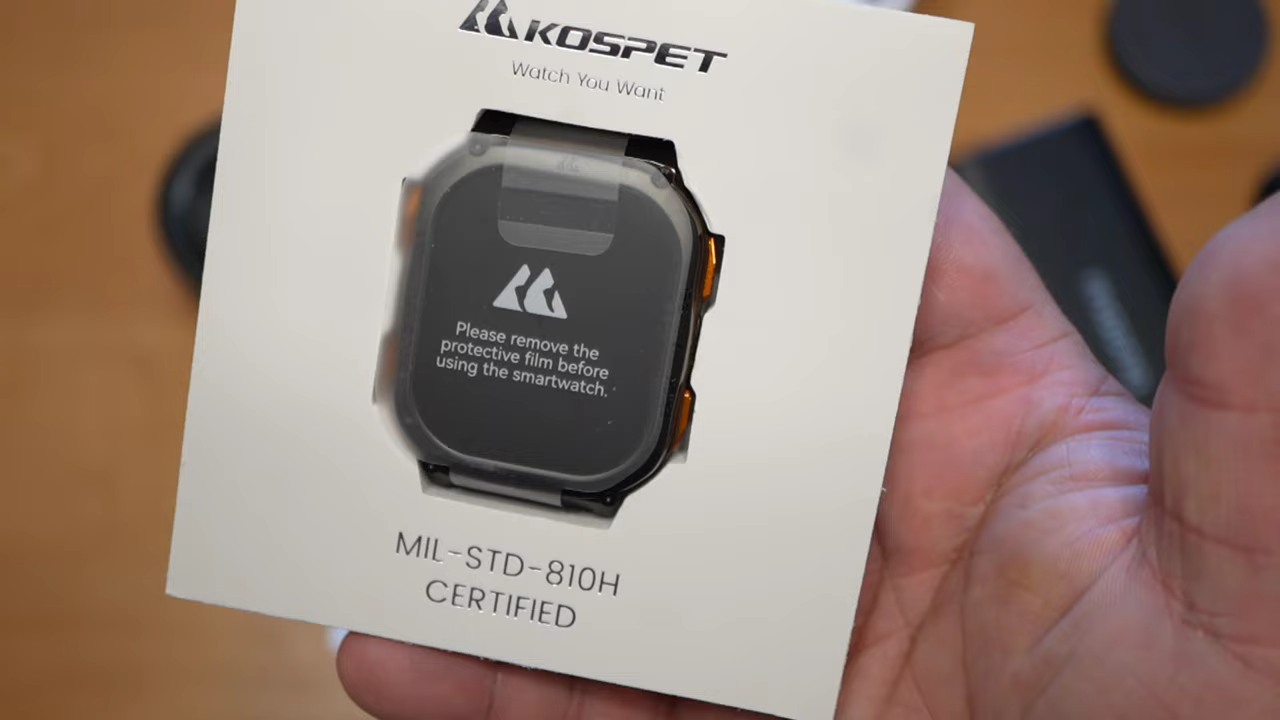 KOSPET
Watch You Want
Please remove the
protective film before
using the smartwatch.
MIL-STD-810H
CERTIFIED